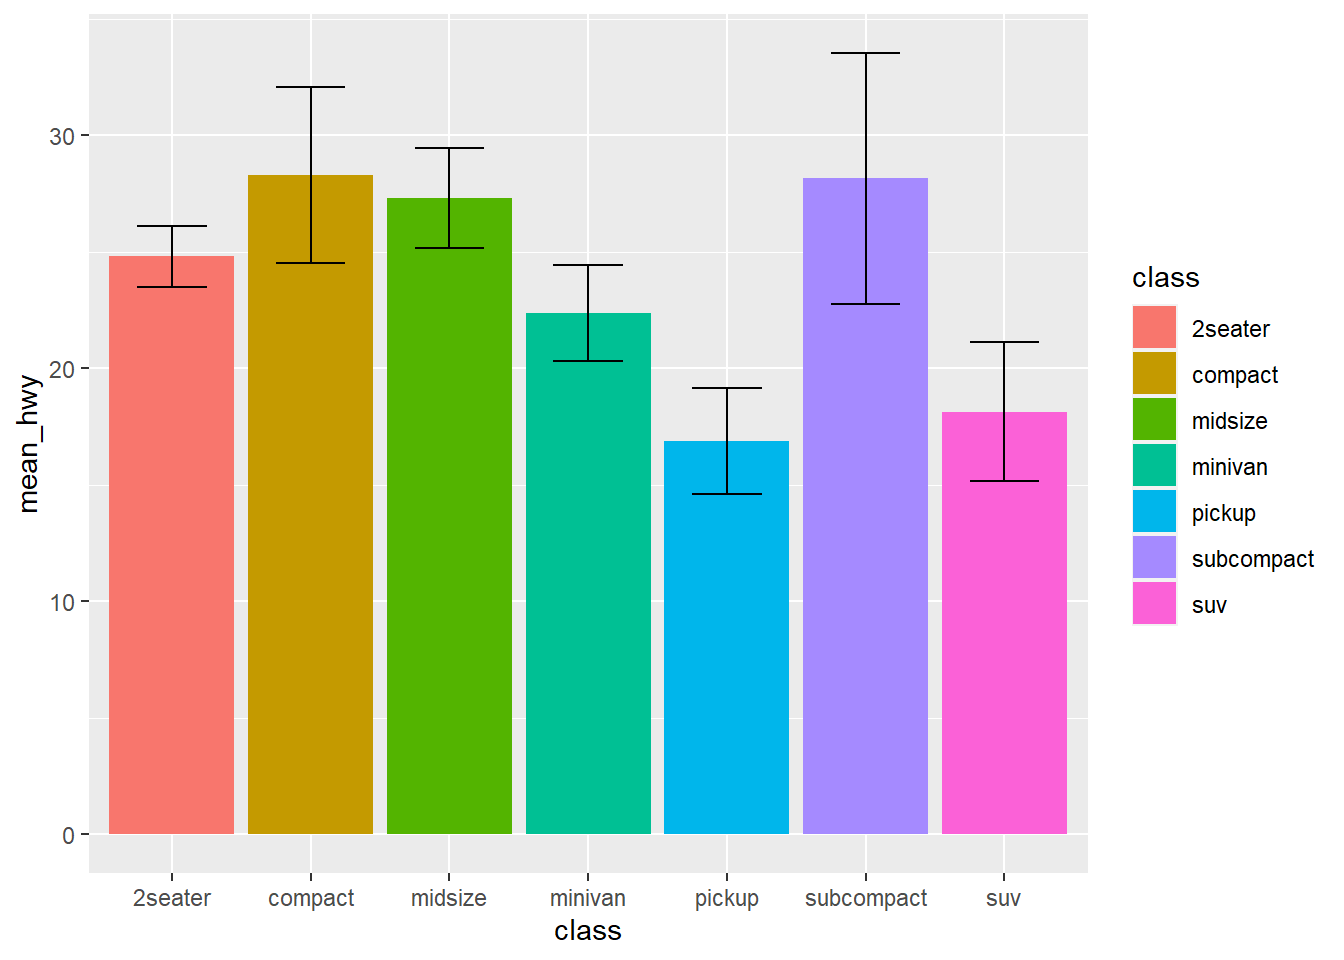 mean_hwy
30
20
10
0
2seater compact midsize minivan pickup subcompact suv
class
class
2seater
compact
midsize
minivan
pickup
subcompact
suv